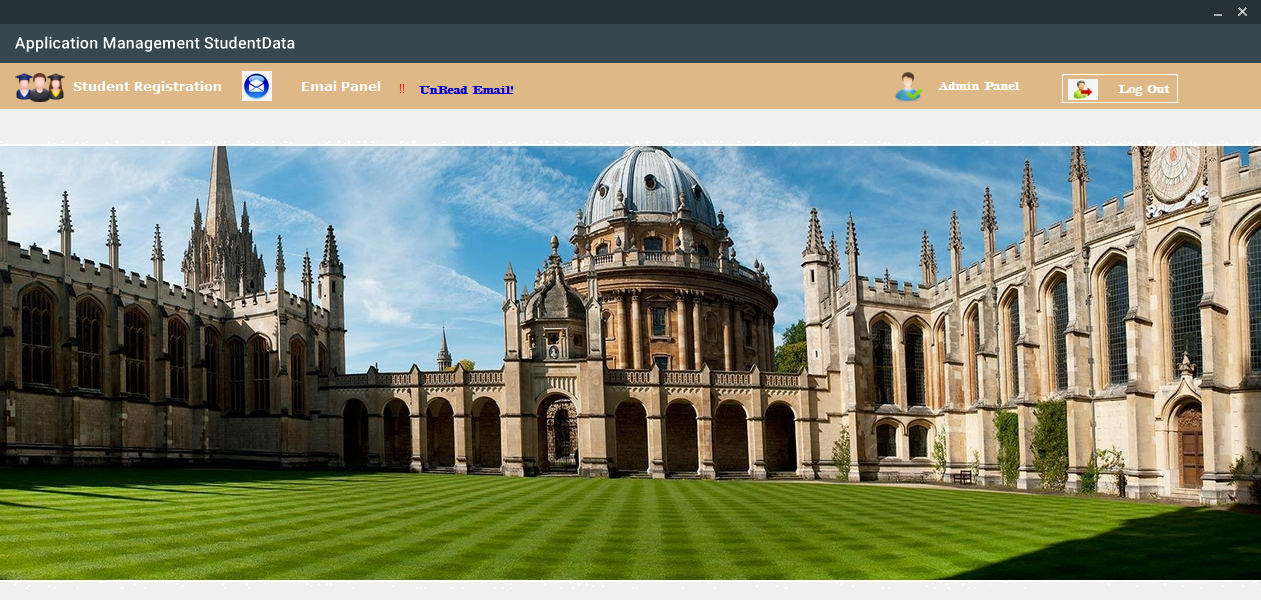 Application Management StudentData
Student Registration
Emai Panel
!!
UnRead Email!
Admin Panel
Log Out